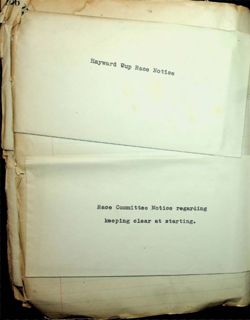 Hayward Cup Race Notice
Race Committee Notice regarding
keeping clear at starting.